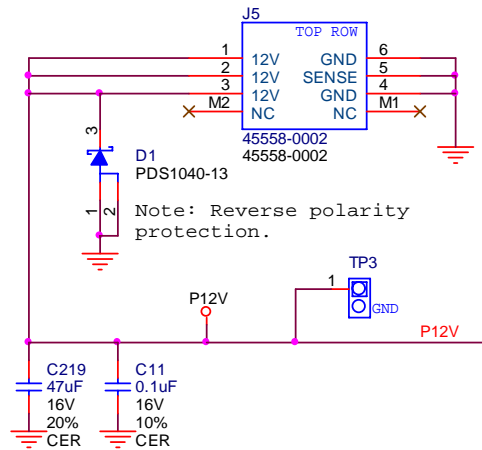 J5
TOP ROW
1 12V GND 6
2 12V SENSE 5
3 12V GND 4
M2 NC NC M1
45558-0002
45558-0002
3
D1
PDS1040-13
1 2
Note: Reverse polarity
protection.
TP3
1
GND
P12V
P12V
C219
47uF
16V
20%
CER
C11
0.1uF
16V
10%
CER